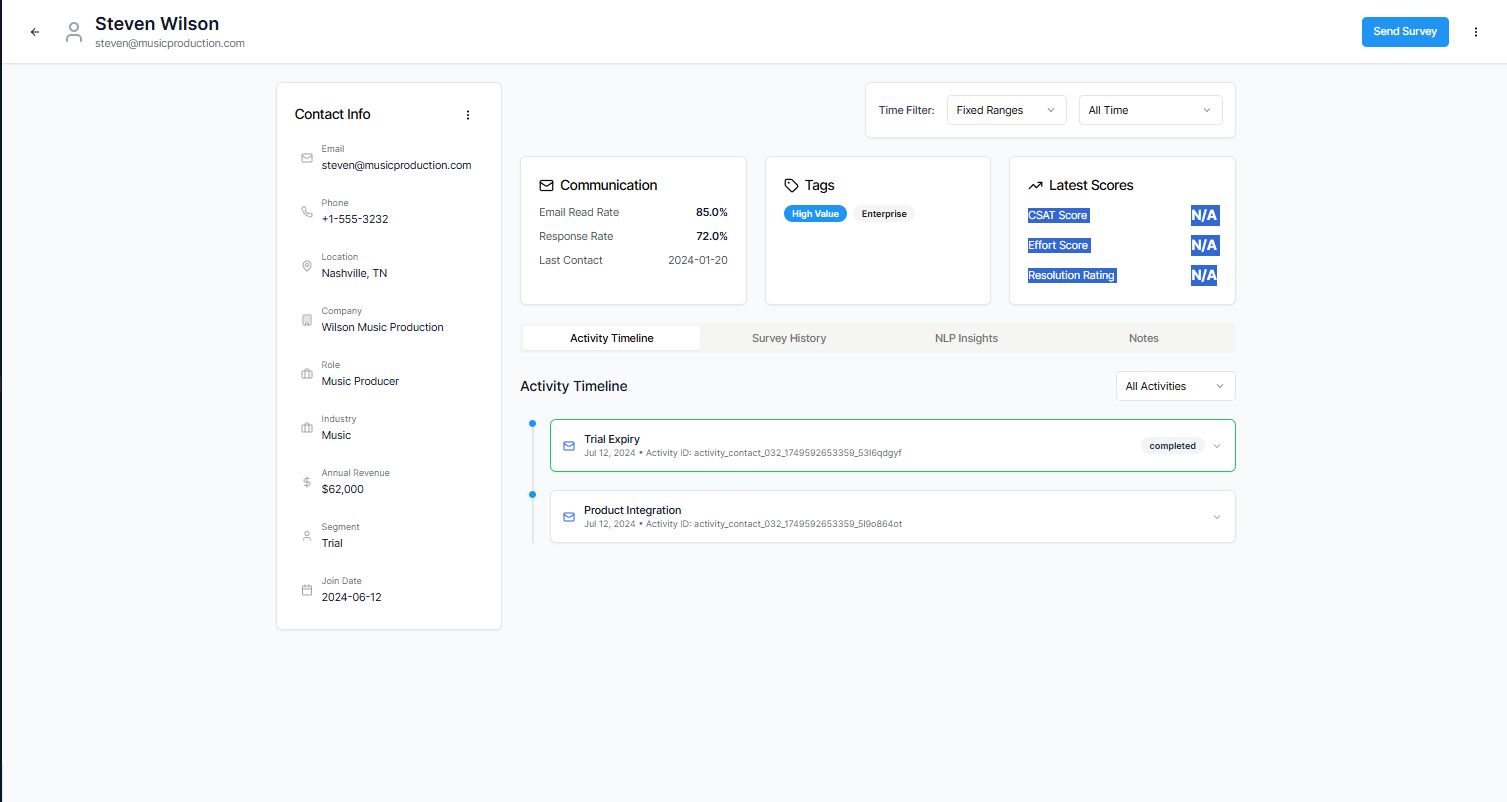 Steven Wilson
steven@musicproduction.com
Send Survey
Contact Info
Email
steven@musicproduction.com
Phone
+1-555-3232
Location
Nashville, TN
Company
Wilson Music Production
Role
Music Producer
Industry
Music
Annual Revenue
$62,000
Segment
Trial
Join Date
2024-06-12
Time Filter: Fixed Ranges All Time
Communication
Email Read Rate 85.0%
Response Rate 72.0%
Last Contact 2024-01-20
Tags
High Value Enterprise
Latest Scores
CSAT Score N/A
Effort Score N/A
Resolution Rating N/A
Activity Timeline Survey History NLP Insights Notes
Activity Timeline All Activities
Trial Expiry
Jul 12, 2024 • Activity ID: activity_contact_032_1749592653359_53l6qdgyf
completed
Product Integration
Jul 12, 2024 • Activity ID: activity_contact_032_1749592653359_5l9o864ot